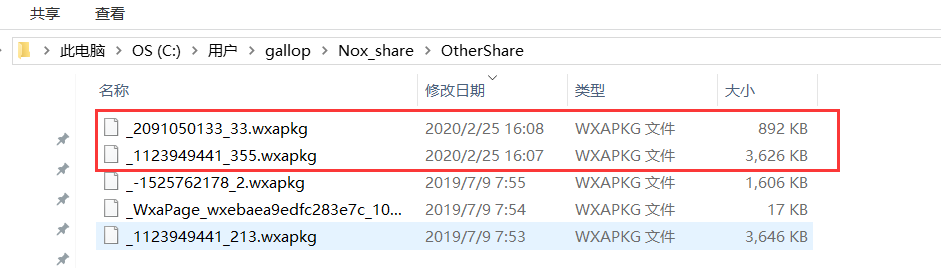 共享 查看
此电脑 > OS (C:) > 用户 > gallop > Nox_share > OtherShare
名称 修改日期 类型 大小
_2091050133_33.wxapkg 2020/2/25 16:08 WXAPKG 文件 892 KB
_1123949441_355.wxapkg 2020/2/25 16:07 WXAPKG 文件 3,626 KB
_-1525762178_2.wxapkg 2019/7/9 7:55 WXAPKG 文件 1,606 KB
_WxaPage_wxebaea9edfc283e7c_10... 2019/7/9 7:54 WXAPKG 文件 17 KB
_1123949441_213.wxapkg 2019/7/9 7:53 WXAPKG 文件 3,646 KB